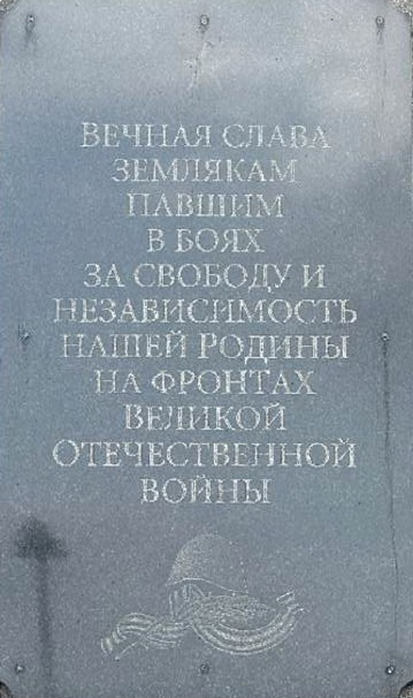 ВЕЧНАЯ СЛАВА
ЗЕМЛЯКАМ
ПАВШИМ
В БОЯХ
ЗА СВОБОДУ И
НЕЗАВИСИМОСТЬ
НАШЕЙ РОДИНЫ
НА ФРОНТАХ
ВЕЛИКОЙ
ОТЕЧЕСТВЕННОЙ
ВОЙНЫ